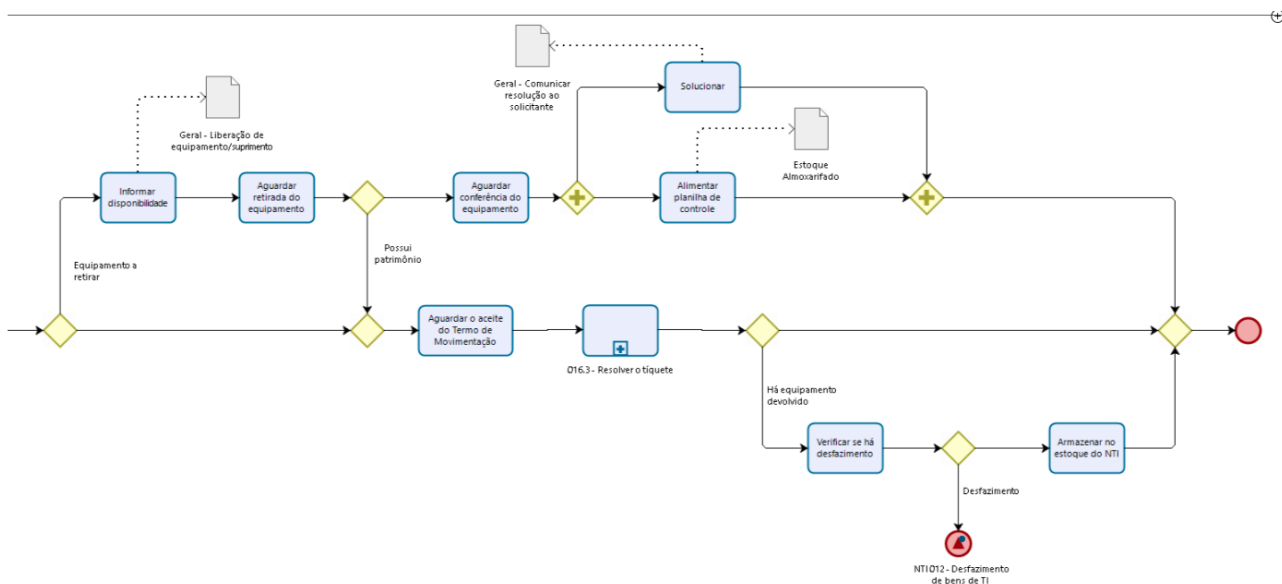 Geral - Comunicar
resolução ao
solicitante
Solucionar
Geral - Liberação de
equipamento/suprimento
Estoque
Almoxarifado
Informar
disponibilidade
Aguardar
retirada do
equipamento
Aguardar
conferência do
equipamento
Alimentar
planilha de
controle
Equipamento a
retirar
Possui
patrimônio
Aguardar o aceite
do Termo de
Movimentação
016.3 - Resolver o tíquete
Há equipamento
devolvido
Verificar se há
desfazimento
Armazenar no
estoque do NTI
Desfazimento
NTI012 - Desfazimento
de bens de TI